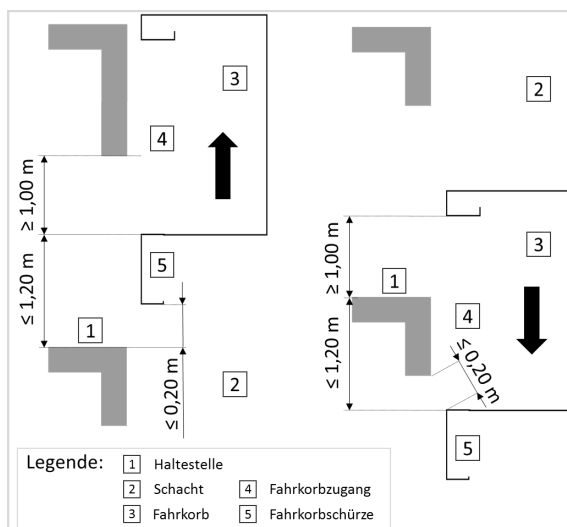 3
4
≥ 1,00 m
5
≤ 1,20 m
1
≤ 0,20 m
2
2
3
≥ 1,00 m
1
4
≤ 0,20 m
≤ 1,20 m
5
Legende: 1 Haltestelle
2 Schacht 4 Fahrkorbzugang
3 Fahrkorb 5 Fahrkorbschürze